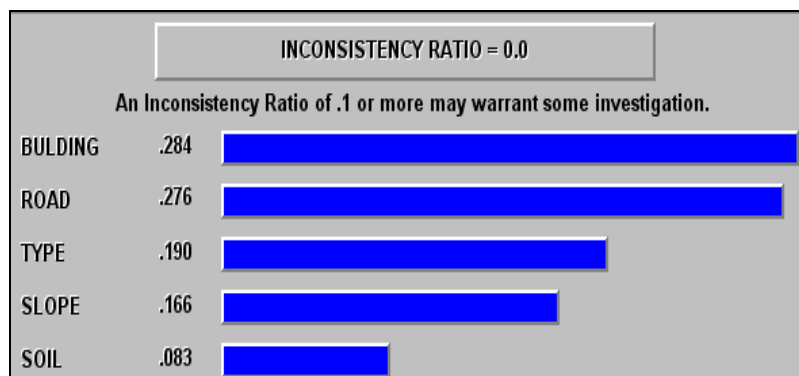 INCONSISTENCY RATIO = 0.0
An Inconsistency Ratio of .1 or more may warrant some investigation.
BULDING .284
ROAD .276
TYPE .190
SLOPE .166
SOIL .083